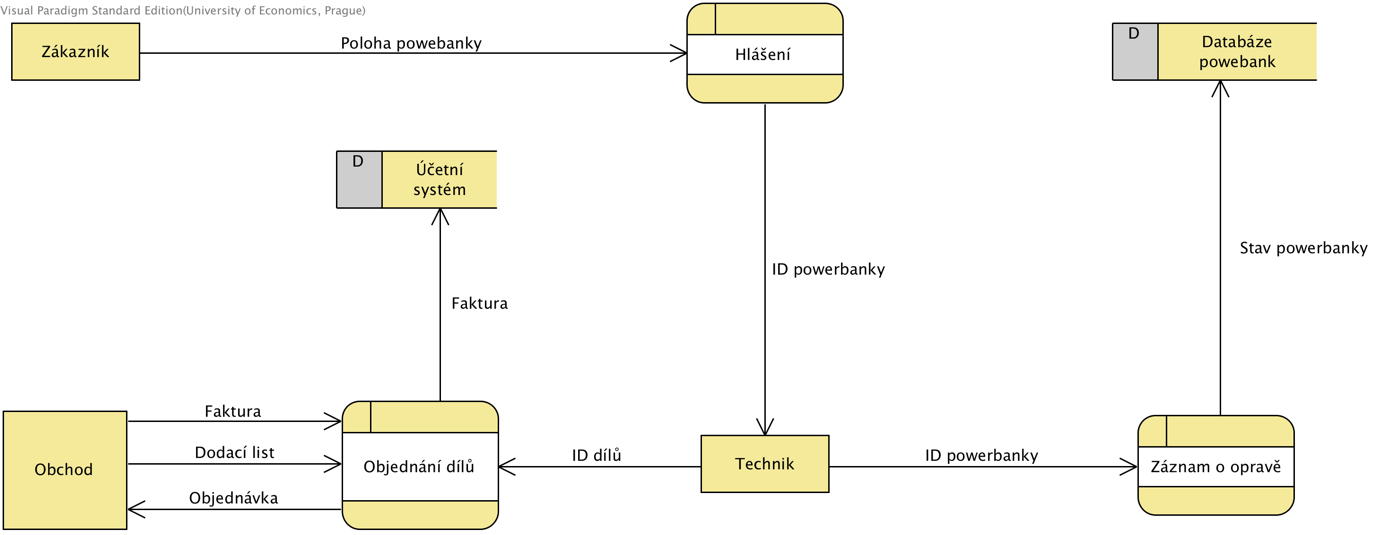 Visual Paradigm Standard Edition(University of Economics, Prague)
Zákazník
Poloha powebanky
Hlášení
D
Databáze
powebank
D
Účetní
systém
ID powerbanky
Stav powerbanky
Faktura
Obchod
Faktura
Dodací list
Objednávka
Objednání dílů
ID dílů
Technik
ID powerbanky
Záznam o opravě